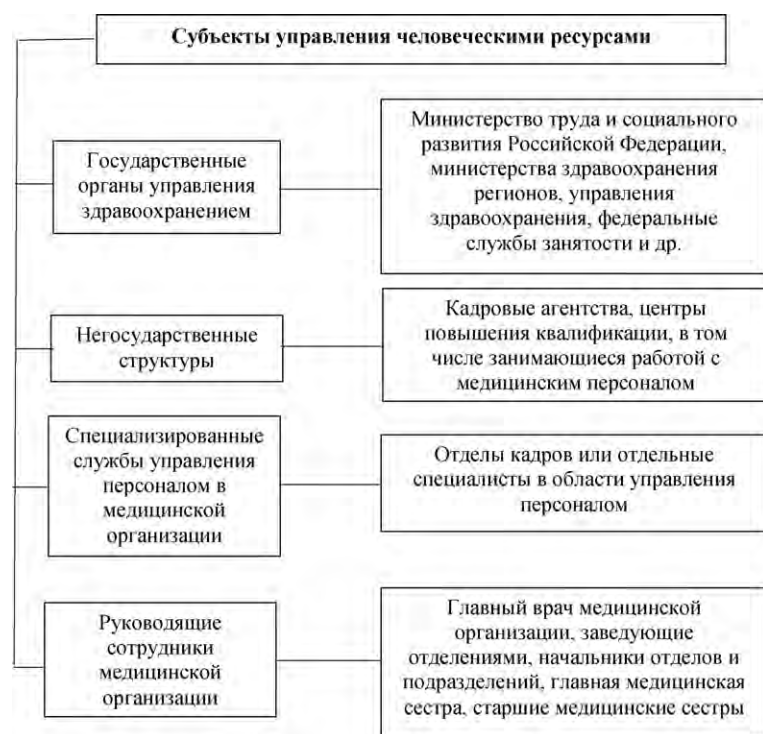 Субъекты управления человеческими ресурсами
Государственные
органы управления
здравоохранением
Министерство труда и социального
развития Российской Федерации,
министерства здравоохранения
регионов, управления
здравоохранения, федеральные
службы занятости и др.
Негосударственные
структуры
Кадровые агентства, центры
повышения квалификации, в том
числе занимающиеся работой с
медицинским персоналом
Специализированные
службы управления
персоналом в
медицинской
организации
Отделы кадров или отдельные
специалисты в области управления
персоналом
Руководящие
сотрудники
медицинской
организации
Главный врач медицинской
организации, заведующие
отделениями, начальники отделов и
подразделений, главная медицинская
сестра, старшие медицинские сестры